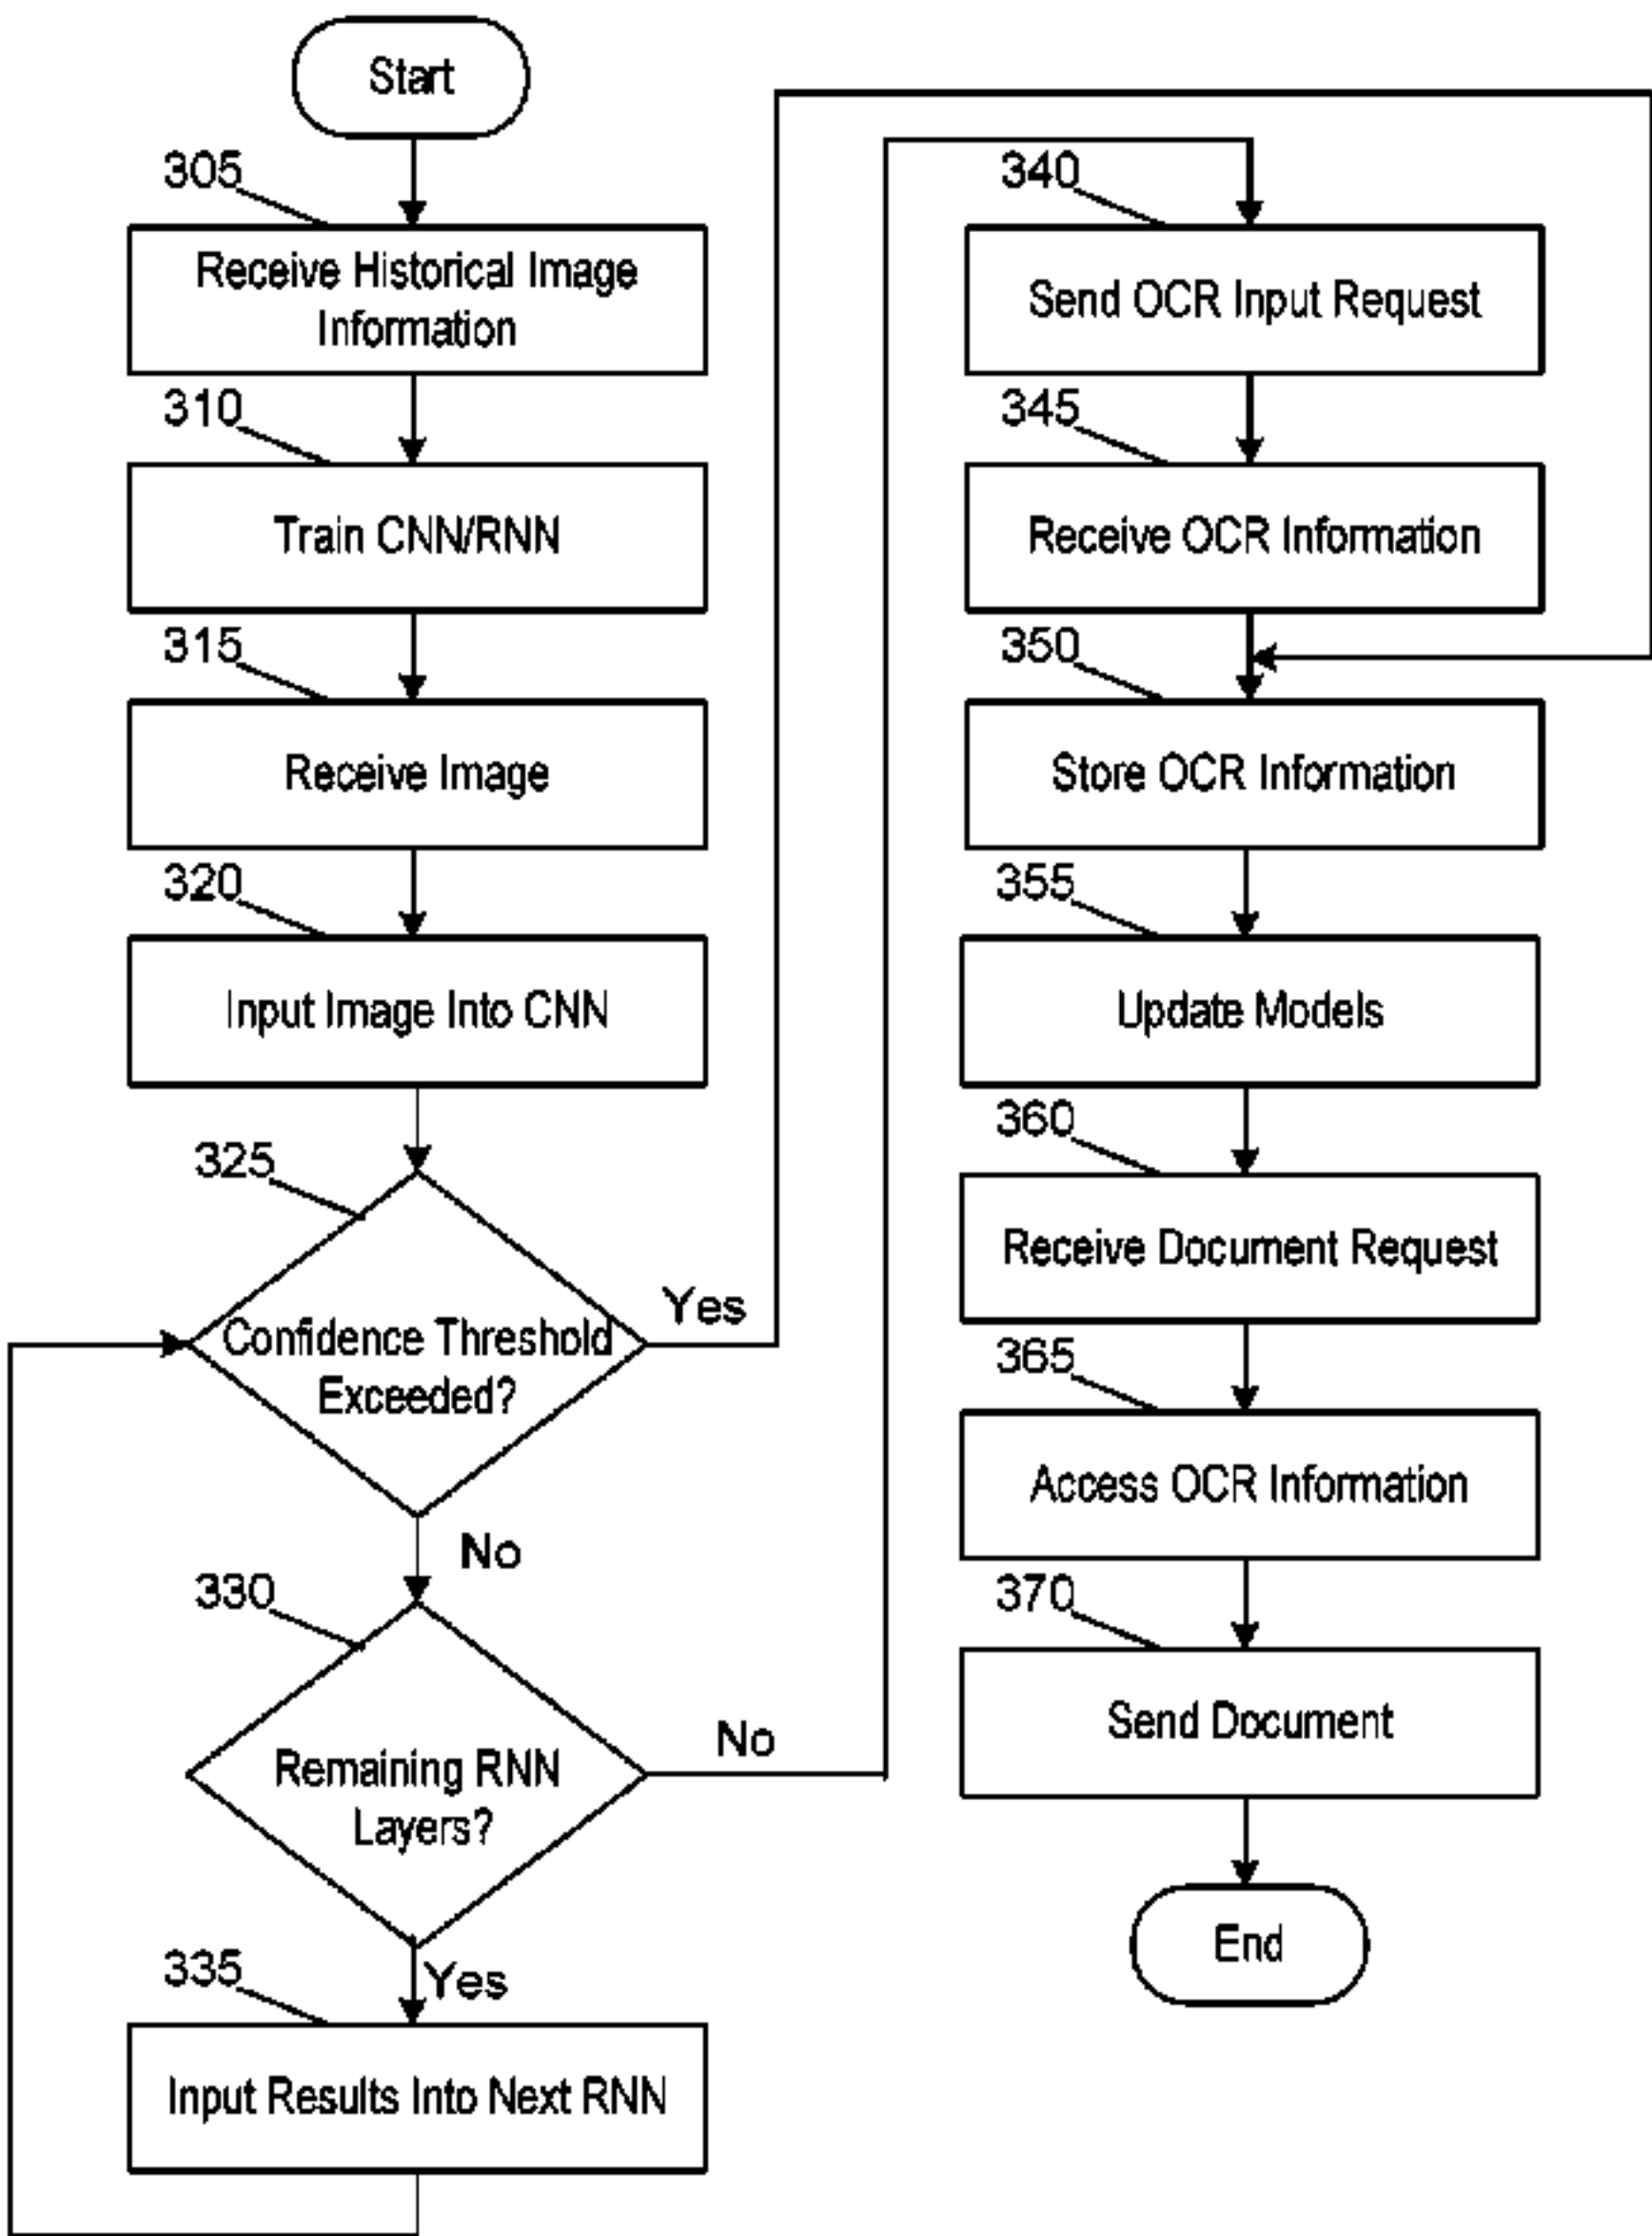 Start
305
Receive Historical Image
Information
310
Train CNN/RNN
315
Receive Image
320
Input Image Into CNN
325
Confidence Threshold
Exceeded?
Yes
No
330
Remaining RNN
Layers?
No
Yes
335
Input Results Into Next RNN
340
Send OCR Input Request
345
Receive OCR Information
350
Store OCR Information
355
Update Models
360
Receive Document Request
365
Access OCR Information
370
Send Document
End